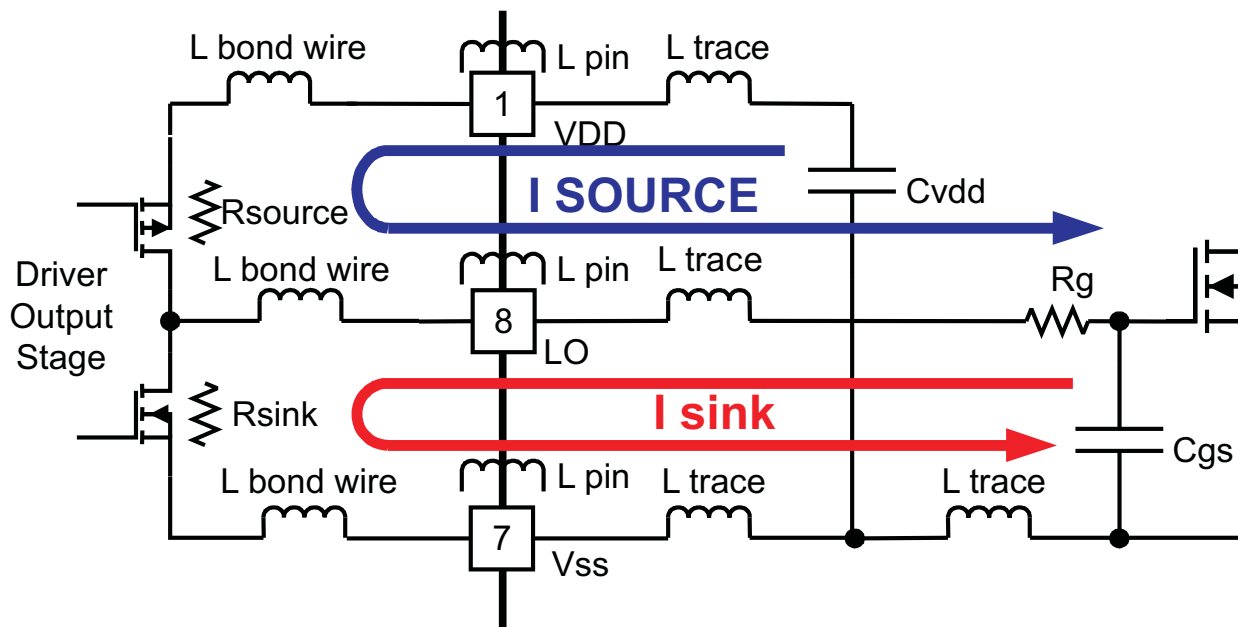 L bond wire
L pin
L trace
1
VDD
I SOURCE
Cvdd
Rsource
L bond wire
L pin
L trace
Rg
Driver
Output
Stage
8
LO
Rsink
I sink
Cgs
L bond wire
L pin
L trace
L trace
7
Vss